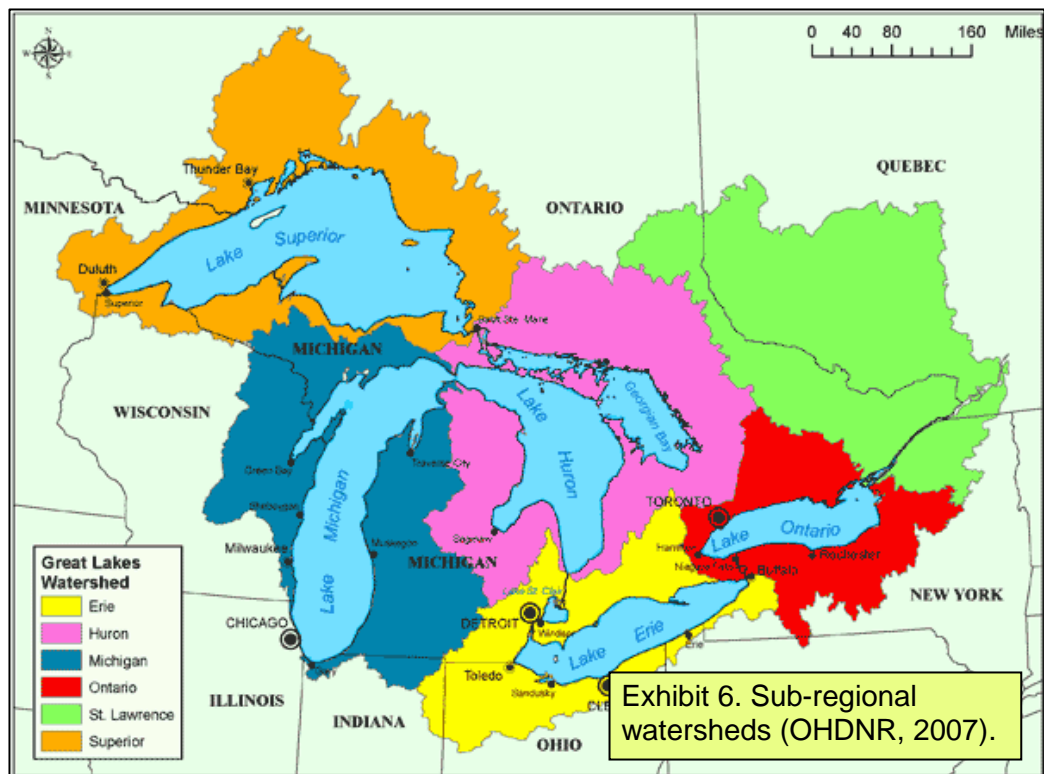 N
W E
S
0 40 80 160 Miles
QUEBEC
Thunder Bay
MINNESOTA
ONTARIO
Lake Superior
Duluth
Superior
Sault Ste. Marie
MICHIGAN
WISCONSIN
Lake
Huron
Georgian Bay
Green Bay
Traverse City
Lake
Michigan
Sheboygan
TORONTO
Lake Ontario
Saginaw
Milwaukee
Muskegon
MICHIGAN
Hamilton
Niagara Falls
Rochester
Buffalo
NEW YORK
Lake St. Clair
DETROIT
Windsor
CHICAGO
Lake Erie
Erie
Toledo
Sandusky
ILLINOIS
INDIANA
OHIO
Great Lakes
Watershed
Erie
Huron
Michigan
Ontario
St. Lawrence
Superior
Exhibit 6. Sub-regional
watersheds (OHDNR, 2007).